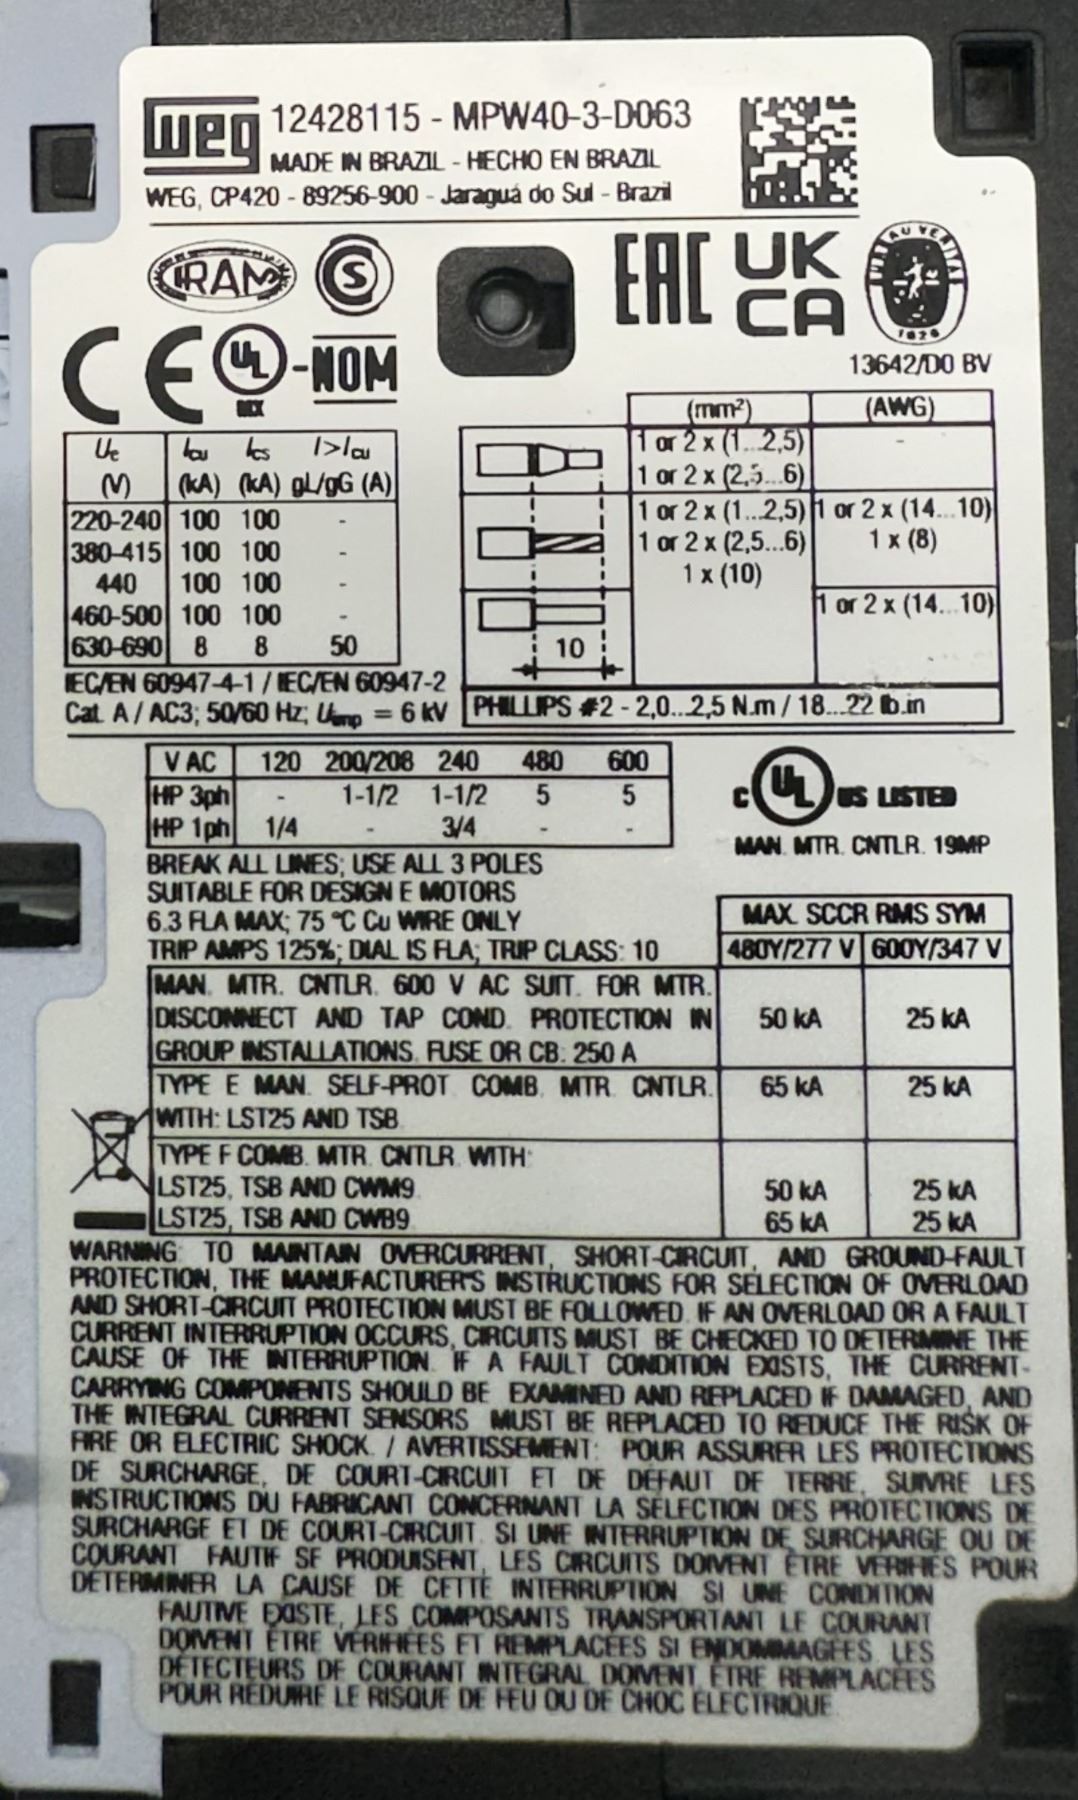 WEG 12428115 - MPW40-3-D063
MADE IN BRAZIL - HECHO EN BRAZIL
WEG, CP420 - 89256-900 - Jaraguá do Sul - Brazil
IRAM S EAC UK CA
BUREAU VERITAS 1828
13642/D0 BV
CE UL MX -NOM
(mm²) (AWG)
1 or 2 x (1...2,5) -
1 or 2 x (2,5...6)
1 or 2 x (1...2,5) 1 or 2 x (14...10)
1 or 2 x (2,5...6) 1 x (8)
1 x (10)
1 or 2 x (14...10)
10
PHILLIPS #2 - 2,0...2,5 N.m / 18...22 lb.in
Ue Icu Ics I>Icu
(V) (kA) (kA) gL/gG (A)
220-240 100 100 -
380-415 100 100 -
440 100 100 -
460-500 100 100 -
630-690 8 8 50
IEC/EN 60947-4-1 / IEC/EN 60947-2
Cat. A / AC3; 50/60 Hz; Uimp = 6 kV
V AC 120 200/208 240 480 600
HP 3ph - 1-1/2 1-1/2 5 5
HP 1ph 1/4 - 3/4 - -
C UL US LISTED
MAN. MTR. CNTLR. 19MP
BREAK ALL LINES; USE ALL 3 POLES
SUITABLE FOR DESIGN E MOTORS
6.3 FLA MAX; 75 °C Cu WIRE ONLY
TRIP AMPS 125%; DIAL IS FLA; TRIP CLASS: 10
MAX. SCCR RMS SYM
480Y/277 V 600Y/347 V
MAN. MTR. CNTLR. 600 V AC SUIT. FOR MTR.
DISCONNECT AND TAP COND. PROTECTION IN 50 kA 25 kA
GROUP INSTALLATIONS. FUSE OR CB: 250 A
TYPE E MAN. SELF-PROT. COMB. MTR. CNTLR. 65 kA 25 kA
WITH: LST25 AND TSB.
TYPE F COMB. MTR. CNTLR. WITH:
LST25, TSB AND CWM9. 50 kA 25 kA
LST25, TSB AND CWB9. 65 kA 25 kA
WARNING: TO MAINTAIN OVERCURRENT, SHORT-CIRCUIT, AND GROUND-FAULT
PROTECTION, THE MANUFACTURER'S INSTRUCTIONS FOR SELECTION OF OVERLOAD
AND SHORT-CIRCUIT PROTECTION MUST BE FOLLOWED. IF AN OVERLOAD OR A FAULT
CURRENT INTERRUPTION OCCURS, CIRCUITS MUST BE CHECKED TO DETERMINE THE
CAUSE OF THE INTERRUPTION. IF A FAULT CONDITION EXISTS, THE CURRENT-
CARRYING COMPONENTS SHOULD BE EXAMINED AND REPLACED IF DAMAGED, AND
THE INTEGRAL CURRENT SENSORS MUST BE REPLACED TO REDUCE THE RISK OF
FIRE OR ELECTRIC SHOCK. / AVERTISSEMENT: POUR ASSURER LES PROTECTIONS
DE SURCHARGE, DE COURT-CIRCUIT ET DE DÉFAUT DE TERRE, SUIVRE LES
INSTRUCTIONS DU FABRICANT CONCERNANT LA SÉLECTION DES PROTECTIONS DE
SURCHARGE ET DE COURT-CIRCUIT. SI UNE INTERRUPTION DE SURCHARGE OU DE
COURANT FAUTIF SE PRODUISENT, LES CIRCUITS DOIVENT ÊTRE VÉRIFIÉS POUR
DÉTERMINER LA CAUSE DE CETTE INTERRUPTION. SI UNE CONDITION
FAUTIVE EXISTE, LES COMPOSANTS TRANSPORTANT LE COURANT
DOIVENT ÊTRE VÉRIFIÉES ET REMPLACÉES SI ENDOMMAGÉES. LES
DÉTECTEURS DE COURANT INTÉGRAL DOIVENT ÊTRE REMPLACÉES
POUR RÉDUIRE LE RISQUE DE FEU OU DE CHOC ÉLECTRIQUE.